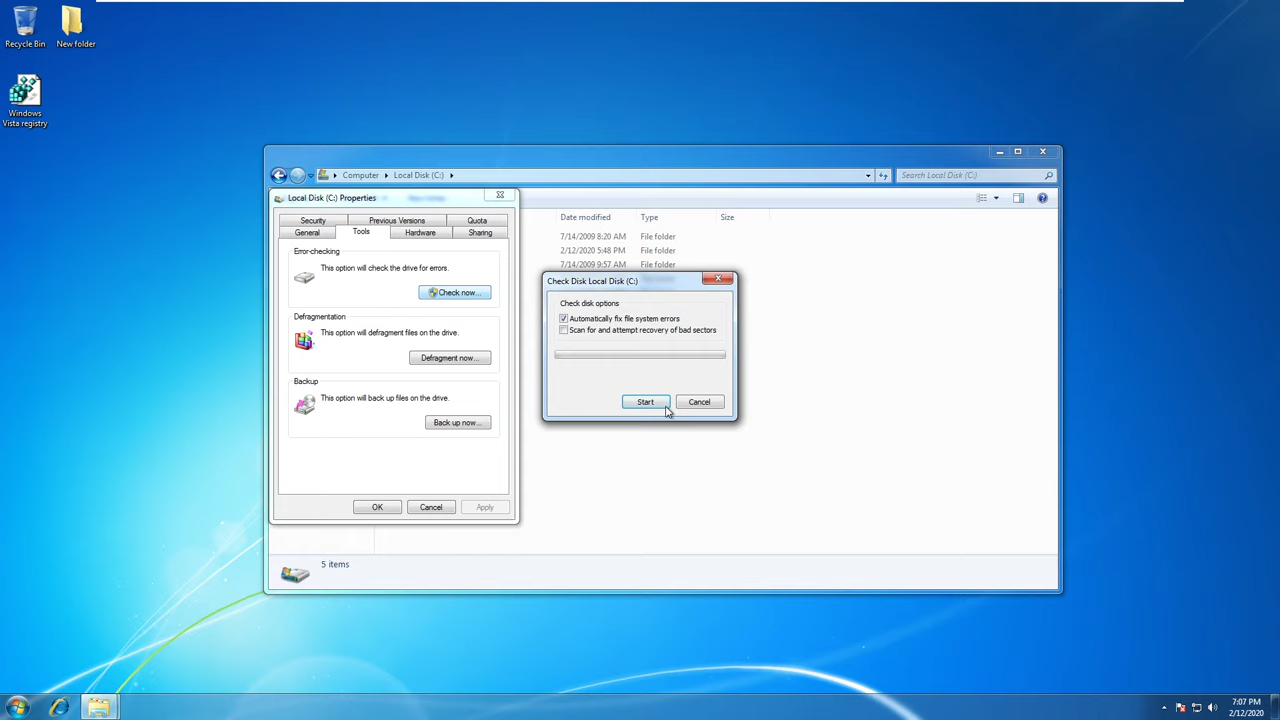 Recycle Bin
New folder
Windows
Vista registry
Computer
Local Disk (C:)
Search Local Disk (C:)
Local Disk (C:) Properties
Security
Previous Versions
Quota
General
Tools
Hardware
Sharing
Error-checking
This option will check the drive for errors.
Check now...
Defragmentation
This option will defragment files on the drive.
Defragment now...
Backup
This option will back up files on the drive.
Back up now...
OK
Cancel
Apply
Date modified
Type
Size
7/14/2009 8:20 AM File folder
2/12/2020 5:48 PM File folder
7/14/2009 9:57 AM File folder
Check Disk Local Disk (C:)
Check disk options
Automatically fix file system errors
Scan for and attempt recovery of bad sectors
Start
Cancel
5 items
7:07 PM
2/12/2020